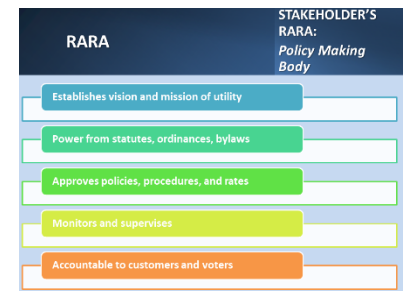 RARA
STAKEHOLDER'S
RARA:
Policy Making
Body
Establishes vision and mission of utility
Power from statutes, ordinances, bylaws
Approves policies, procedures, and rates
Monitors and supervises
Accountable to customers and voters